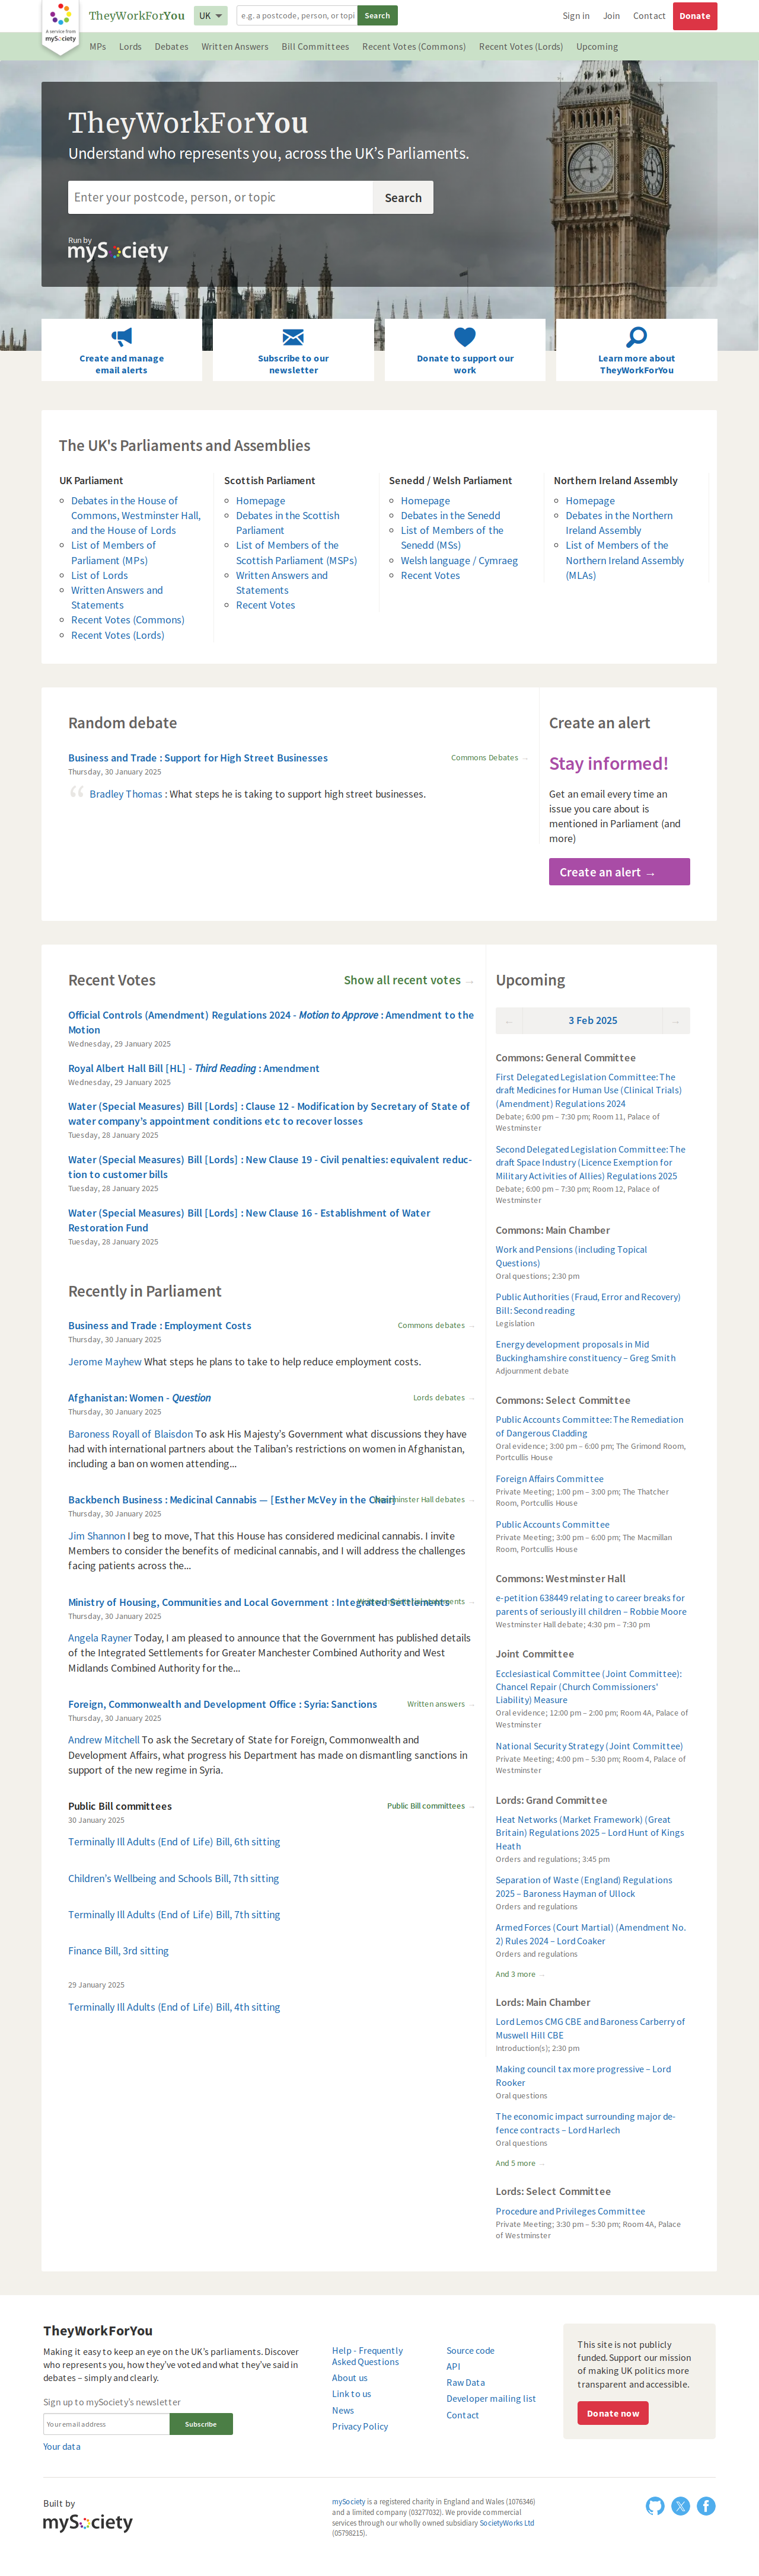 A service from
mySociety
TheyWorkForYou
UK
e.g. a postcode, person, or topi
Search
Sign in
Join
Contact
Donate
MPs
Lords
Debates
Written Answers
Bill Committees
Recent Votes (Commons)
Recent Votes (Lords)
Upcoming
TheyWorkForYou
Understand who represents you, across the UK's Parliaments.
Enter your postcode, person, or topic
Search
Run by
mySociety
Create and manage
email alerts
Subscribe to our
newsletter
Donate to support our
work
Learn more about
TheyWorkForYou
The UK's Parliaments and Assemblies
UK Parliament
Debates in the House of
Commons, Westminster Hall,
and the House of Lords
List of Members of
Parliament (MPs)
List of Lords
Written Answers and
Statements
Recent Votes (Commons)
Recent Votes (Lords)
Scottish Parliament
Homepage
Debates in the Scottish
Parliament
List of Members of the
Scottish Parliament (MSPs)
Written Answers and
Statements
Recent Votes
Senedd / Welsh Parliament
Homepage
Debates in the Senedd
List of Members of the
Senedd (MSs)
Welsh language / Cymraeg
Recent Votes
Northern Ireland Assembly
Homepage
Debates in the Northern
Ireland Assembly
List of Members of the
Northern Ireland Assembly
(MLAs)
Random debate
Business and Trade : Support for High Street Businesses
Commons Debates →
Thursday, 30 January 2025
“ Bradley Thomas : What steps he is taking to support high street businesses.
Create an alert
Stay informed!
Get an email every time an
issue you care about is
mentioned in Parliament (and
more)
Create an alert →
Recent Votes
Show all recent votes →
Official Controls (Amendment) Regulations 2024 - Motion to Approve : Amendment to the
Motion
Wednesday, 29 January 2025
Royal Albert Hall Bill [HL] - Third Reading : Amendment
Wednesday, 29 January 2025
Water (Special Measures) Bill [Lords] : Clause 12 - Modification by Secretary of State of
water company's appointment conditions etc to recover losses
Tuesday, 28 January 2025
Water (Special Measures) Bill [Lords] : New Clause 19 - Civil penalties: equivalent reduc-
tion to customer bills
Tuesday, 28 January 2025
Water (Special Measures) Bill [Lords] : New Clause 16 - Establishment of Water
Restoration Fund
Tuesday, 28 January 2025
Recently in Parliament
Business and Trade : Employment Costs
Commons debates →
Thursday, 30 January 2025
Jerome Mayhew What steps he plans to take to help reduce employment costs.
Afghanistan: Women - Question
Lords debates →
Thursday, 30 January 2025
Baroness Royall of Blaisdon To ask His Majesty's Government what discussions they have
had with international partners about the Taliban's restrictions on women in Afghanistan,
including a ban on women attending...
Backbench Business : Medicinal Cannabis — [Esther McVey in the Chair]
Westminster Hall debates →
Thursday, 30 January 2025
Jim Shannon I beg to move, That this House has considered medicinal cannabis. I invite
Members to consider the benefits of medicinal cannabis, and I will address the challenges
facing patients across the...
Ministry of Housing, Communities and Local Government : Integrated Settlements
→
Thursday, 30 January 2025
Angela Rayner Today, I am pleased to announce that the Government has published details
of the Integrated Settlements for Greater Manchester Combined Authority and West
Midlands Combined Authority for the...
Foreign, Commonwealth and Development Office : Syria: Sanctions
Written answers →
Thursday, 30 January 2025
Andrew Mitchell To ask the Secretary of State for Foreign, Commonwealth and
Development Affairs, what progress his Department has made on dismantling sanctions in
support of the new regime in Syria.
Public Bill committees
Public Bill committees →
30 January 2025
Terminally Ill Adults (End of Life) Bill, 6th sitting
Children's Wellbeing and Schools Bill, 7th sitting
Terminally Ill Adults (End of Life) Bill, 7th sitting
Finance Bill, 3rd sitting
29 January 2025
Terminally Ill Adults (End of Life) Bill, 4th sitting
Upcoming
← 3 Feb 2025 →
Commons: General Committee
First Delegated Legislation Committee: The
draft Medicines for Human Use (Clinical Trials)
(Amendment) Regulations 2024
Debate; 6:00 pm – 7:30 pm; Room 11, Palace of
Westminster
Second Delegated Legislation Committee: The
draft Space Industry (Licence Exemption for
Military Activities of Allies) Regulations 2025
Debate; 6:00 pm – 7:30 pm; Room 12, Palace of
Westminster
Commons: Main Chamber
Work and Pensions (including Topical
Questions)
Oral questions; 2:30 pm
Public Authorities (Fraud, Error and Recovery)
Bill: Second reading
Legislation
Energy development proposals in Mid
Buckinghamshire constituency – Greg Smith
Adjournment debate
Commons: Select Committee
Public Accounts Committee: The Remediation
of Dangerous Cladding
Oral evidence; 3:00 pm – 6:00 pm; The Grimond Room,
Portcullis House
Foreign Affairs Committee
Private Meeting; 1:00 pm – 3:00 pm; The Thatcher
Room, Portcullis House
Public Accounts Committee
Private Meeting; 3:00 pm – 6:00 pm; The Macmillan
Room, Portcullis House
Commons: Westminster Hall
e-petition 638449 relating to career breaks for
parents of seriously ill children – Robbie Moore
Westminster Hall debate; 4:30 pm – 7:30 pm
Joint Committee
Ecclesiastical Committee (Joint Committee):
Chancel Repair (Church Commissioners'
Liability) Measure
Oral evidence; 12:00 pm – 2:00 pm; Room 4A, Palace of
Westminster
National Security Strategy (Joint Committee)
Private Meeting; 4:00 pm – 5:30 pm; Room 4, Palace of
Westminster
Lords: Grand Committee
Heat Networks (Market Framework) (Great
Britain) Regulations 2025 – Lord Hunt of Kings
Heath
Orders and regulations; 3:45 pm
Separation of Waste (England) Regulations
2025 – Baroness Hayman of Ullock
Orders and regulations
Armed Forces (Court Martial) (Amendment No.
2) Rules 2024 – Lord Coaker
Orders and regulations
And 3 more →
Lords: Main Chamber
Lord Lemos CMG CBE and Baroness Carberry of
Muswell Hill CBE
Introduction(s); 2:30 pm
Making council tax more progressive – Lord
Rooker
Oral questions
The economic impact surrounding major de-
fence contracts – Lord Harlech
Oral questions
And 5 more →
Lords: Select Committee
Procedure and Privileges Committee
Private Meeting; 3:30 pm – 5:30 pm; Room 4A, Palace
of Westminster
TheyWorkForYou
Making it easy to keep an eye on the UK's parliaments. Discover
who represents you, how they've voted and what they've said in
debates – simply and clearly.
Sign up to mySociety's newsletter
Your email address
Subscribe
Your data
Help - Frequently
Asked Questions
About us
Link to us
News
Privacy Policy
Source code
API
Raw Data
Developer mailing list
Contact
This site is not publicly
funded. Support our mission
of making UK politics more
transparent and accessible.
Donate now
Built by
mySociety
mySociety is a registered charity in England and Wales (1076346)
and a limited company (03277032). We provide commercial
services through our wholly owned subsidiary SocietyWorks Ltd
(05798215).